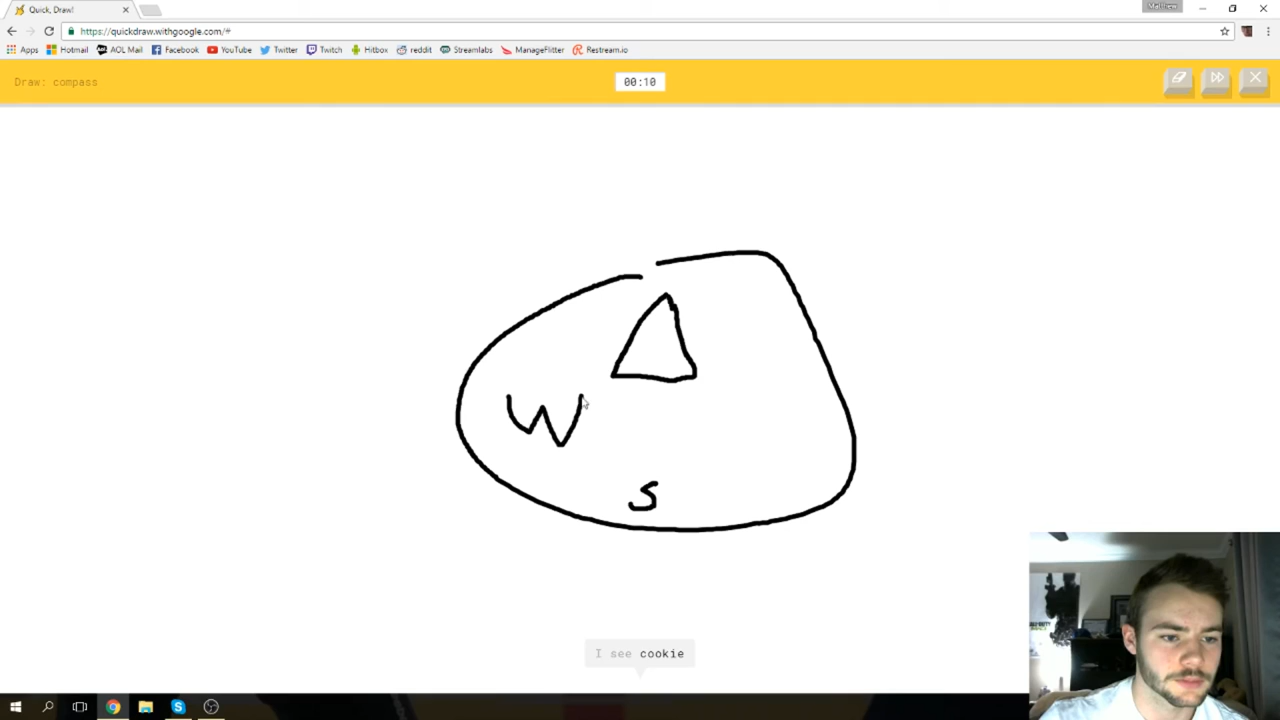 Quick, Draw!
Matthew
https://quickdraw.withgoogle.com/#
Apps Hotmail AOL Mail Facebook YouTube Twitter Twitch Hitbox reddit Streamlabs ManageFlitter Restream.io
Draw: compass
00:10
W
S
I see cookie